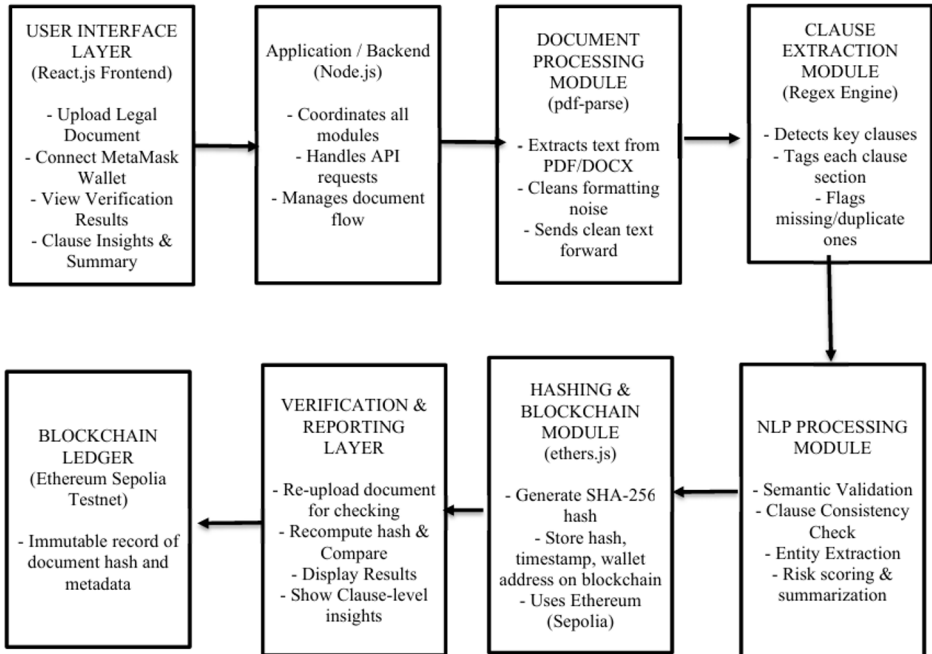 USER INTERFACE
LAYER
(React.js Frontend)
- Upload Legal
Document
- Connect MetaMask
Wallet
- View Verification
Results
- Clause Insights &
Summary
Application / Backend
(Node.js)
- Coordinates all
modules
- Handles API
requests
- Manages document
flow
DOCUMENT
PROCESSING
MODULE
(pdf-parse)
- Extracts text from
PDF/DOCX
- Cleans formatting
noise
- Sends clean text
forward
CLAUSE
EXTRACTION
MODULE
(Regex Engine)
- Detects key clauses
- Tags each clause
section
- Flags
missing/duplicate
ones
BLOCKCHAIN
LEDGER
(Ethereum Sepolia
Testnet)
- Immutable record of
document hash and
metadata
VERIFICATION &
REPORTING
LAYER
- Re-upload document
for checking
- Recompute hash &
Compare
- Display Results
- Show Clause-level
insights
HASHING &
BLOCKCHAIN
MODULE
(ethers.js)
- Generate SHA-256
hash
- Store hash,
timestamp, wallet
address on blockchain
- Uses Ethereum
(Sepolia)
NLP PROCESSING
MODULE
- Semantic Validation
- Clause Consistency
Check
- Entity Extraction
- Risk scoring &
summarization